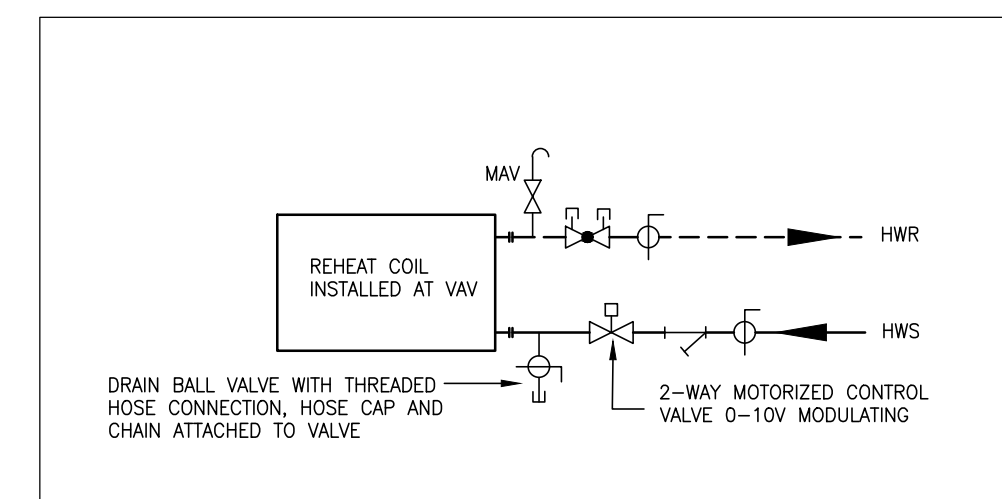 MAV
HWR
REHEAT COIL
INSTALLED AT VAV
HWS
DRAIN BALL VALVE WITH THREADED
HOSE CONNECTION, HOSE CAP AND
CHAIN ATTACHED TO VALVE
2-WAY MOTORIZED CONTROL
VALVE 0-10V MODULATING